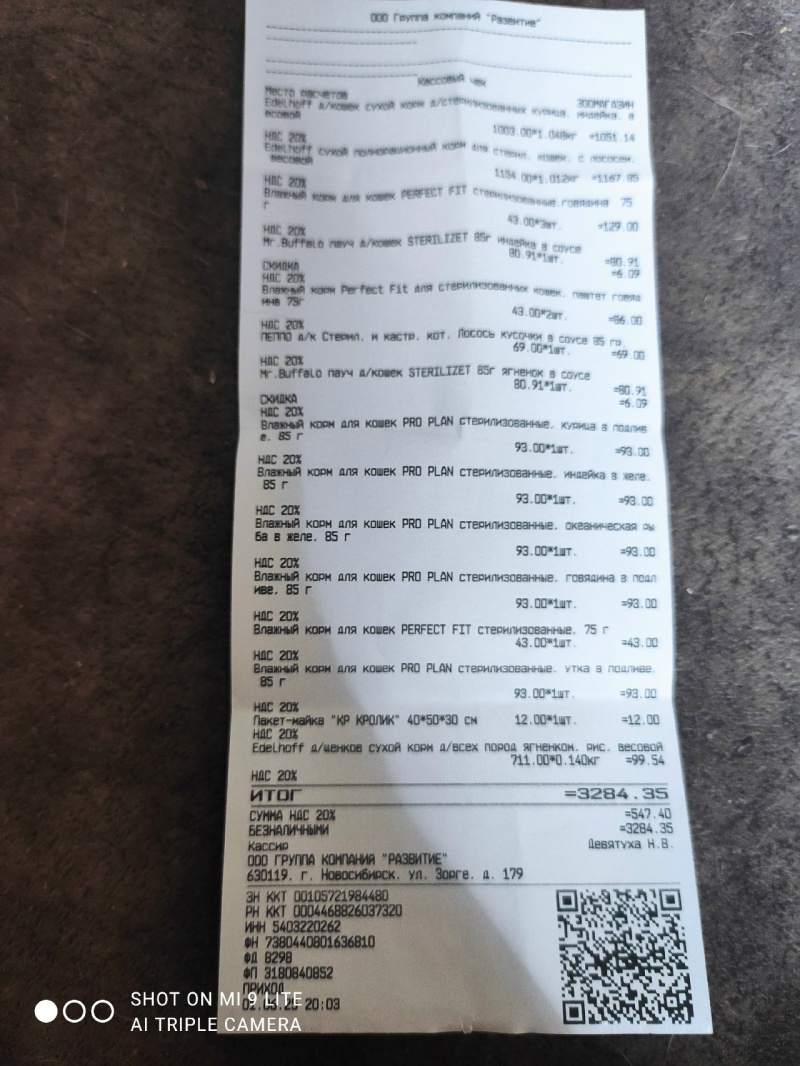 ООО Группа компаний "Развитие"
Кассовый чек
Место расчетов ЗООМАГАЗИН
Edelhoff д/кошек сухой корм д/стерилизованных курица. индейка. в
есовой
1003.00*1.048кг =1051.14
НДС 20%
Edelhoff сухой полнорационный корм для стерил. кошек. с лососем.
весовой
1154.00*1.012кг =1167.85
НДС 20%
Влажный корм для кошек PERFECT FIT стерилизованные.говядина 75
г
43.00*3шт. =129.00
НДС 20%
Mr.Buffalo пауч д/кошек STERILIZET 85г индейка в соусе
80.91*1шт. =80.91
СКИДКА =6.09
НДС 20%
Влажный корм Perfect Fit для стерилизованных кошек. паштет говяд
ина 75г
43.00*2шт. =86.00
НДС 20%
ПЕППО д/к Стерил. и кастр. кот. Лосось кусочки в соусе 85 гр.
69.00*1шт. =69.00
НДС 20%
Mr.Buffalo пауч д/кошек STERILIZET 85г ягненок в соусе
80.91*1шт. =80.91
СКИДКА =6.09
НДС 20%
Влажный корм для кошек PRO PLAN стерилизованные. курица в подлив
е. 85 г
93.00*1шт. =93.00
НДС 20%
Влажный корм для кошек PRO PLAN стерилизованные. индейка в желе.
85 г
93.00*1шт. =93.00
НДС 20%
Влажный корм для кошек PRO PLAN стерилизованные. океаническая ры
ба в желе. 85 г
93.00*1шт. =93.00
НДС 20%
Влажный корм для кошек PRO PLAN стерилизованные. говядина в подл
иве. 85 г
93.00*1шт. =93.00
НДС 20%
Влажный корм для кошек PERFECT FIT стерилизованные. 75 г
43.00*1шт. =43.00
НДС 20%
Влажный корм для кошек PRO PLAN стерилизованные. утка в подливе.
85 г
93.00*1шт. =93.00
НДС 20%
Пакет-майка "КР КРОЛИК" 40*50*30 см 12.00*1шт. =12.00
НДС 20%
Edelhoff д/щенков сухой корм д/всех пород ягненком. рис. весовой
711.00*0.140кг =99.54
НДС 20%
ИТОГ =3284.35
СУММА НДС 20% =547.40
БЕЗНАЛИЧНЫМИ =3284.35
Кассир Девятуха Н.В.
ООО ГРУППА КОМПАНИЙ "РАЗВИТИЕ"
630119. г. Новосибирск. ул. Зорге. д. 179
ЗН ККТ 00105721984480
РН ККТ 0004468826037320
ИНН 5403220262
ФН 7380440801636810
ФД 8298
ФП 3180840852
ПРИХОД
20:03
SHOT ON MI 9 LITE
AI TRIPLE CAMERA